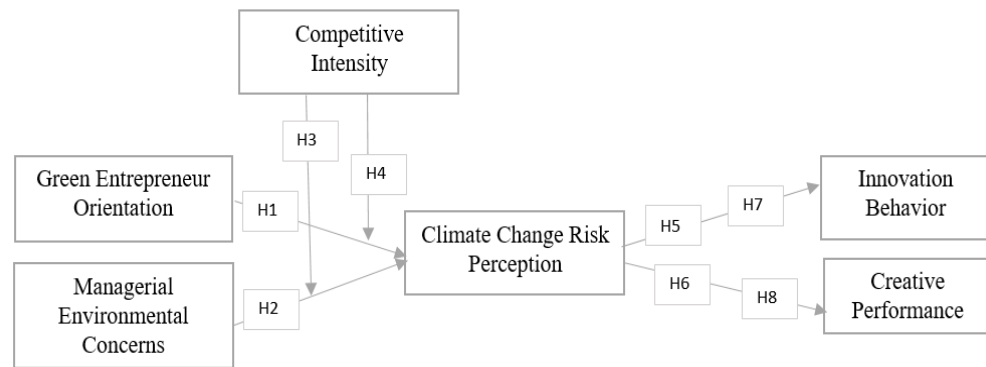 Competitive
Intensity
H3
H4
Green Entrepreneur
Orientation
H1
Managerial
Environmental
Concerns
H2
Climate Change Risk
Perception
H5
H7
H6
H8
Innovation
Behavior
Creative
Performance